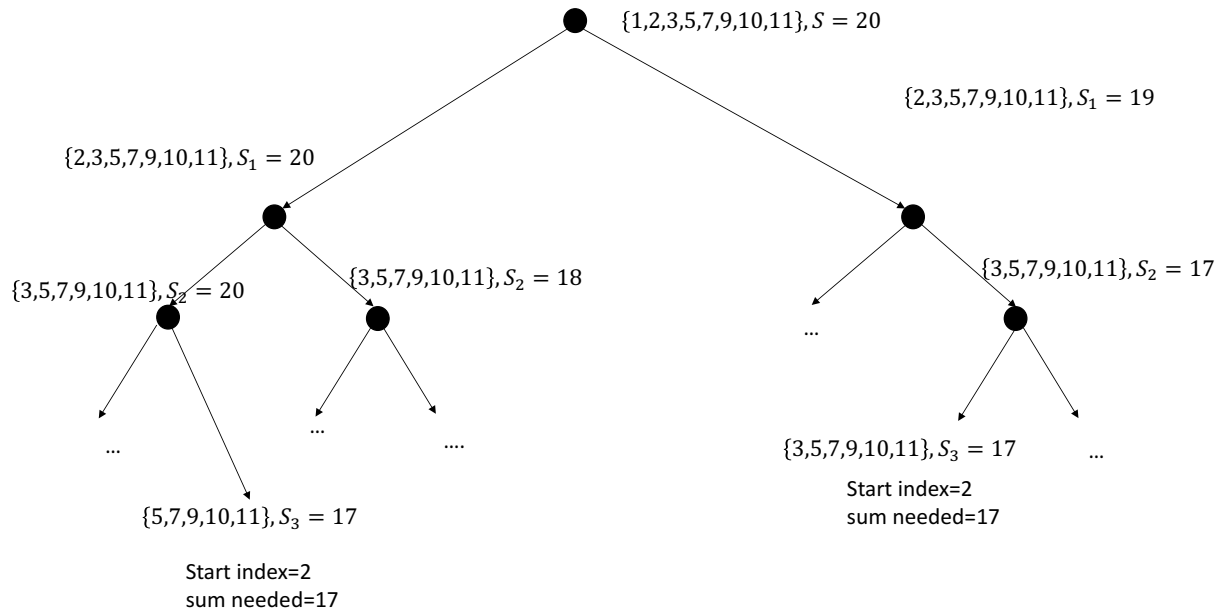 {1,2,3,5,7,9,10,11}, S = 20
{2,3,5,7,9,10,11}, S₁ = 19
{2,3,5,7,9,10,11}, S₁ = 20
{3,5,7,9,10,11}, S₂ = 20
{3,5,7,9,10,11}, S₂ = 18
{3,5,7,9,10,11}, S₂ = 17
...
...
...
....
{3,5,7,9,10,11}, S₃ = 17
...
Start index=2
sum needed=17
{5,7,9,10,11}, S₃ = 17
Start index=2
sum needed=17